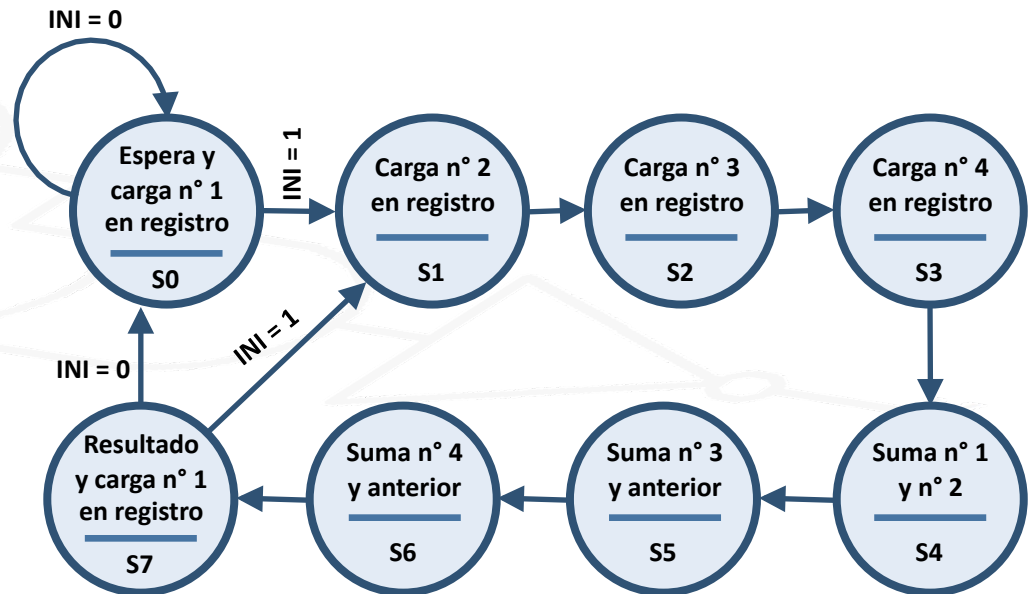 INI = 0
Espera y
carga n° 1
en registro
S0
INI = 1
Carga n° 2
en registro
S1
Carga n° 3
en registro
S2
Carga n° 4
en registro
S3
INI = 0
INI = 1
Resultado
y carga n° 1
en registro
S7
Suma n° 4
y anterior
S6
Suma n° 3
y anterior
S5
Suma n° 1
y n° 2
S4